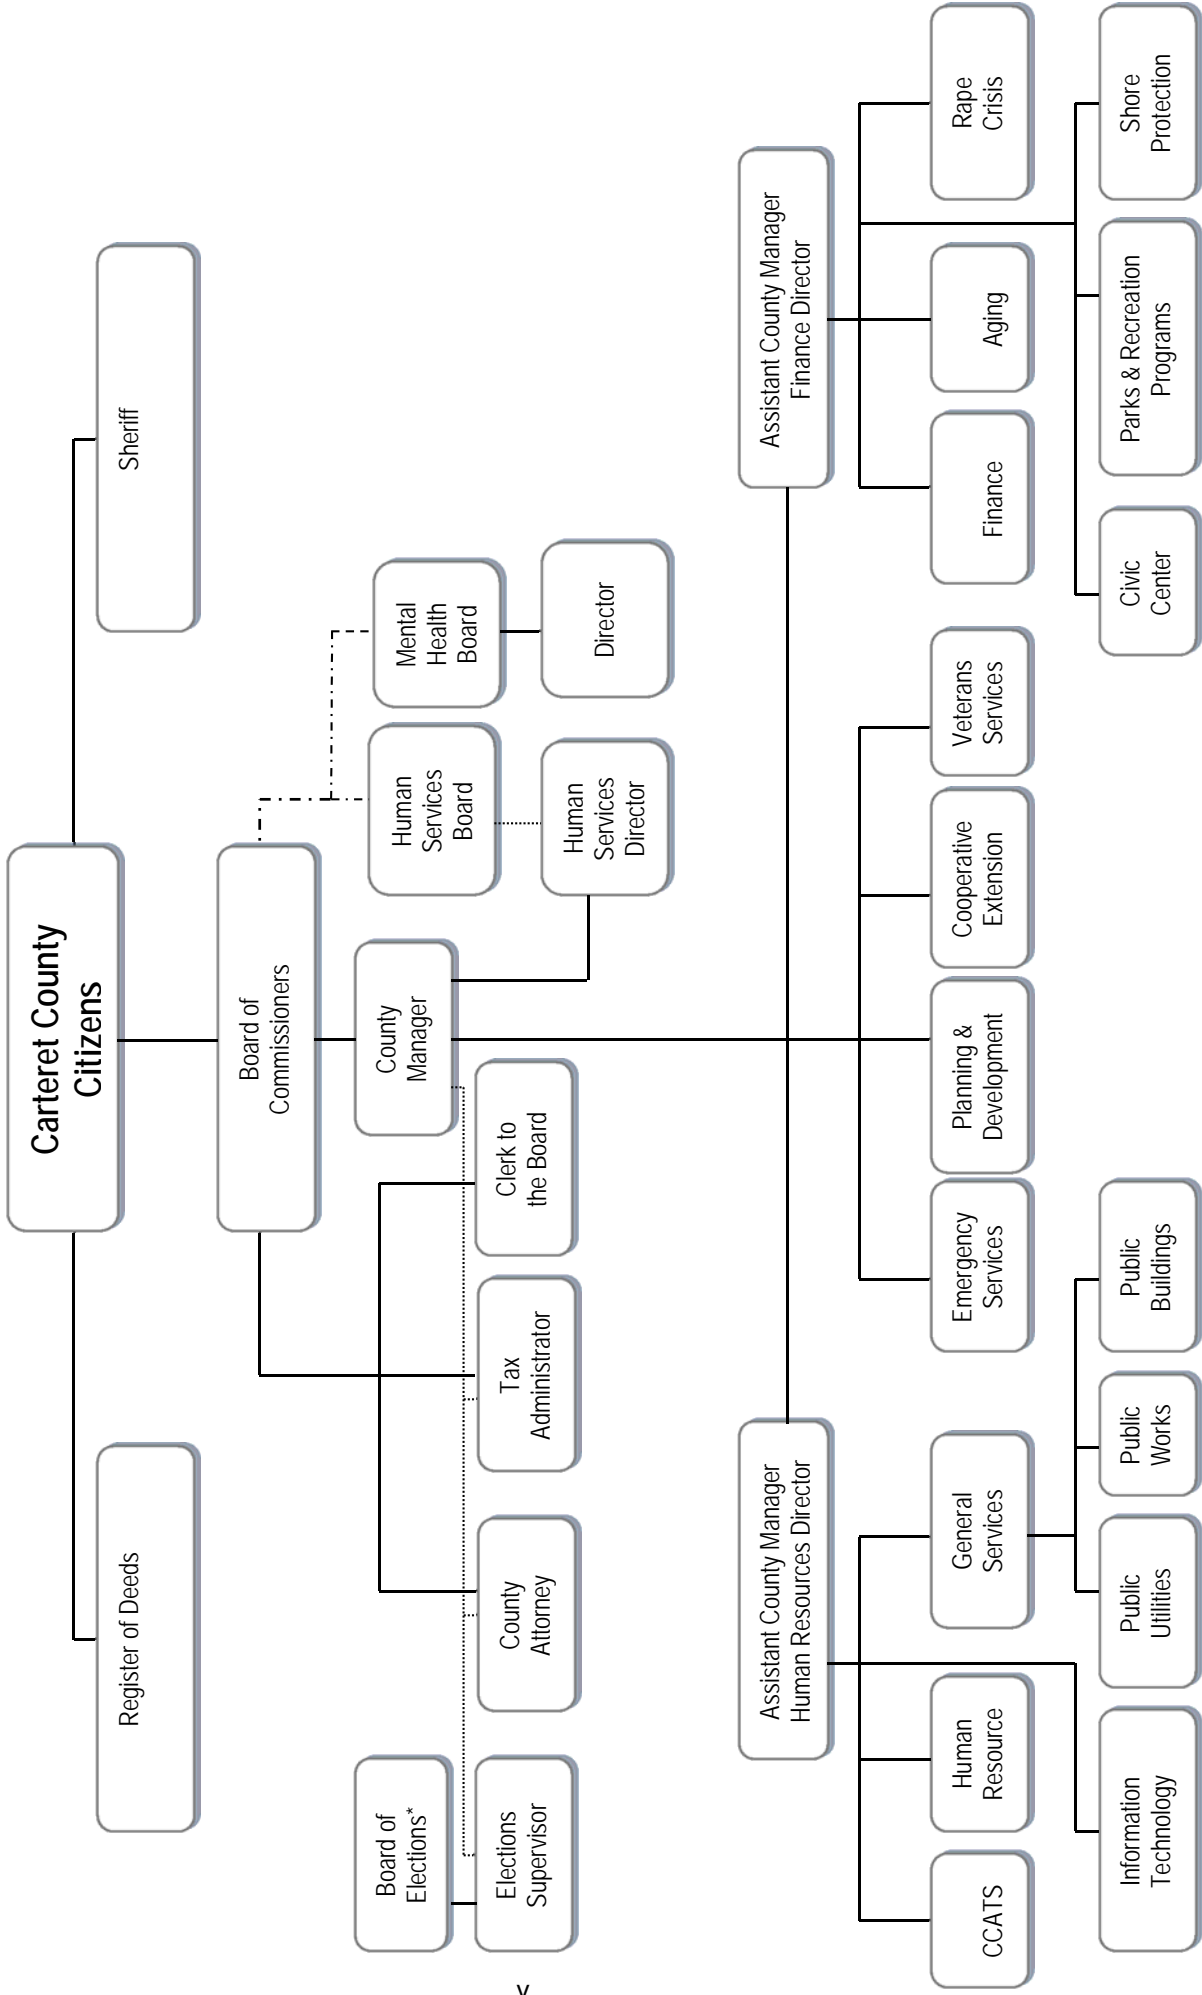 Carteret County
Citizens
Register of Deeds
Sheriff
Board of
Commissioners
Board of
Elections*
County
Manager
Human
Services
Board
Mental
Health
Board
Elections
Supervisor
County
Attorney
Tax
Administrator
Clerk to
the Board
Human
Services
Director
Director
Assistant County Manager
Human Resources Director
Assistant County Manager
Finance Director
CCATS
Human
Resource
General
Services
Emergency
Services
Planning &
Development
Cooperative
Extension
Veterans
Services
Finance
Aging
Rape
Crisis
Information
Technology
Public
Utilities
Public
Works
Public
Buildings
Civic
Center
Parks & Recreation
Programs
Shore
Protection
v